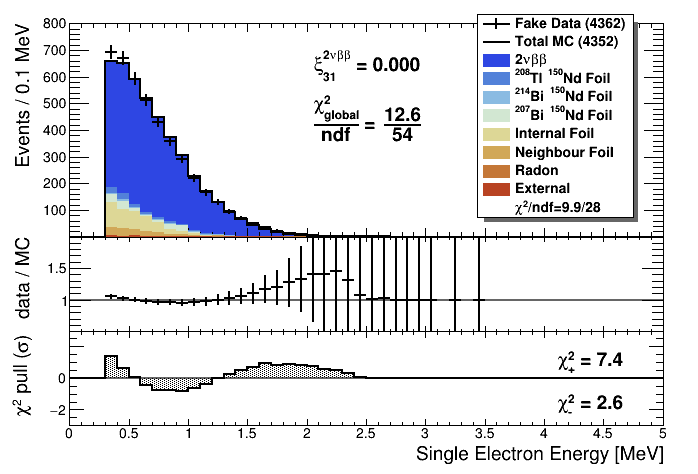 800
700
600
500
400
300
200
100
Events / 0.1 MeV
ξ³¹ ²νββ = 0.000
χ² global / ndf = 12.6 / 54
Fake Data (4362)
Total MC (4352)
2νββ
²⁰⁸Tl ¹⁵⁰Nd Foil
²¹⁴Bi ¹⁵⁰Nd Foil
²⁰⁷Bi ¹⁵⁰Nd Foil
Internal Foil
Neighbour Foil
Radon
External
χ²/ndf=9.9/28
1.5
1
data / MC
0
−2
χ² pull (σ)
χ²₊ = 7.4
χ²₋ = 2.6
0 0.5 1 1.5 2 2.5 3 3.5 4 4.5 5
Single Electron Energy [MeV]